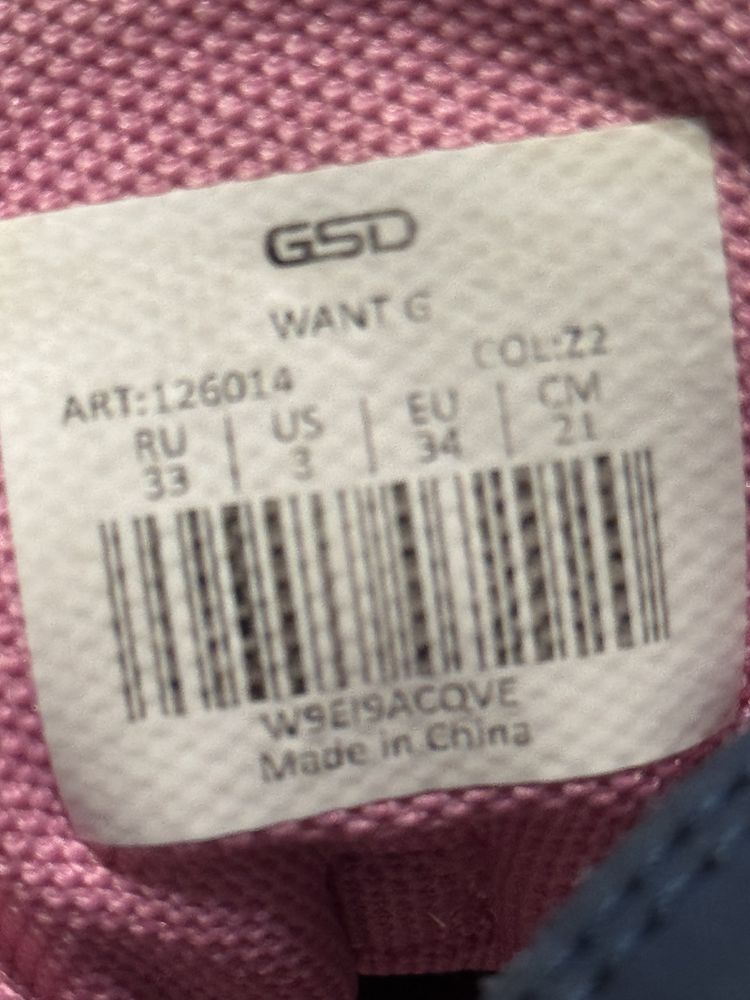 GSD
WANT G
COL:Z2
ART:126014
RU | US | EU | CM
33 | 3 | 34 | 21
W9EI9ACQVE
Made in China